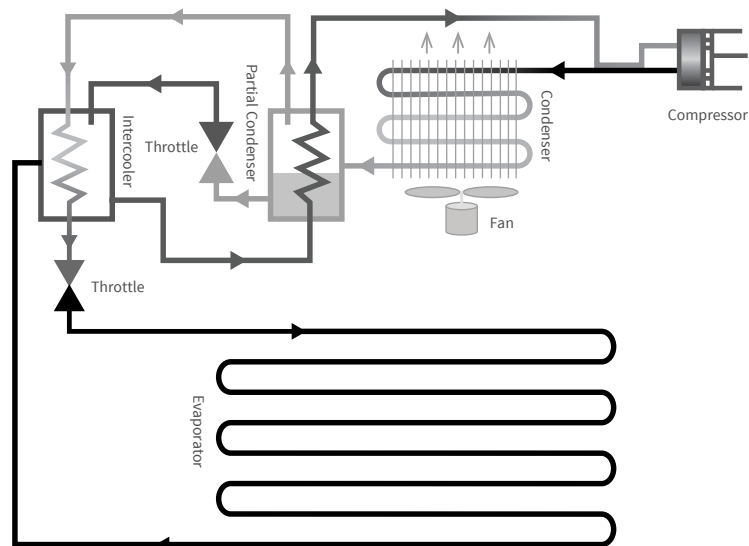 Partial Condenser
Condenser
Compressor
Intercooler
Throttle
Fan
Throttle
Evaporator